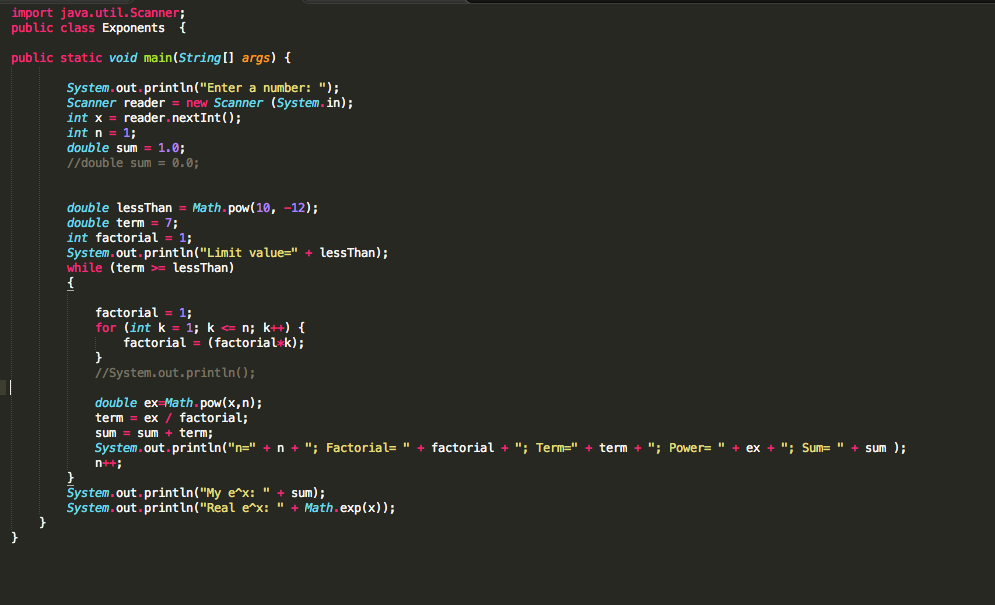 import java.util.Scanner;
public class Exponents  {
public static void main(String[] args) {
System.out.println("Enter a number: ");
Scanner reader = new Scanner (System.in);
int x = reader.nextInt();
int n = 1;
double sum = 1.0;
//double sum = 0.0;
double lessThan = Math.pow(10, -12);
double term = 7;
int factorial = 1;
System.out.println("Limit value=" + lessThan);
while (term >= lessThan)
{
factorial = 1;
for (int k = 1; k <= n; k++) {
factorial = (factorial*k);
}
//System.out.println();
double ex=Math.pow(x,n);
term = ex / factorial;
sum = sum + term;
System.out.println("n=" + n + "; Factorial= " + factorial + "; Term=" + term + "; Power= " + ex + "; Sum= " + sum );
n++;
}
System.out.println("My e^x: " + sum);
System.out.println("Real e^x: " + Math.exp(x));
}
}